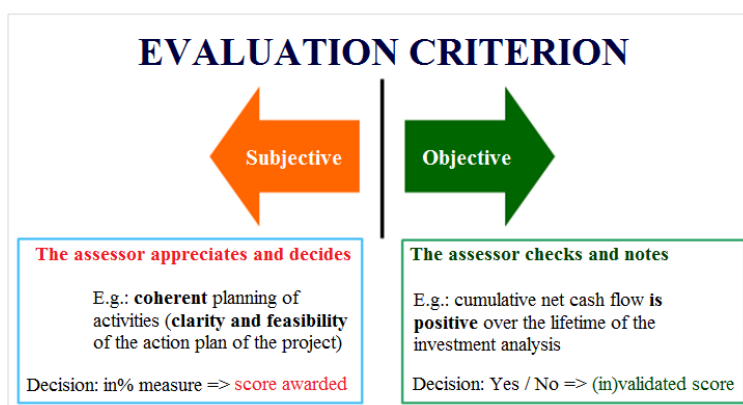 EVALUATION CRITERION
Subjective
Objective
The assessor appreciates and decides
E.g.: coherent planning of
activities (clarity and feasibility
of the action plan of the project)
Decision: in% measure => score awarded
The assessor checks and notes
E.g.: cumulative net cash flow is
positive over the lifetime of the
investment analysis
Decision: Yes / No => (in)validated score